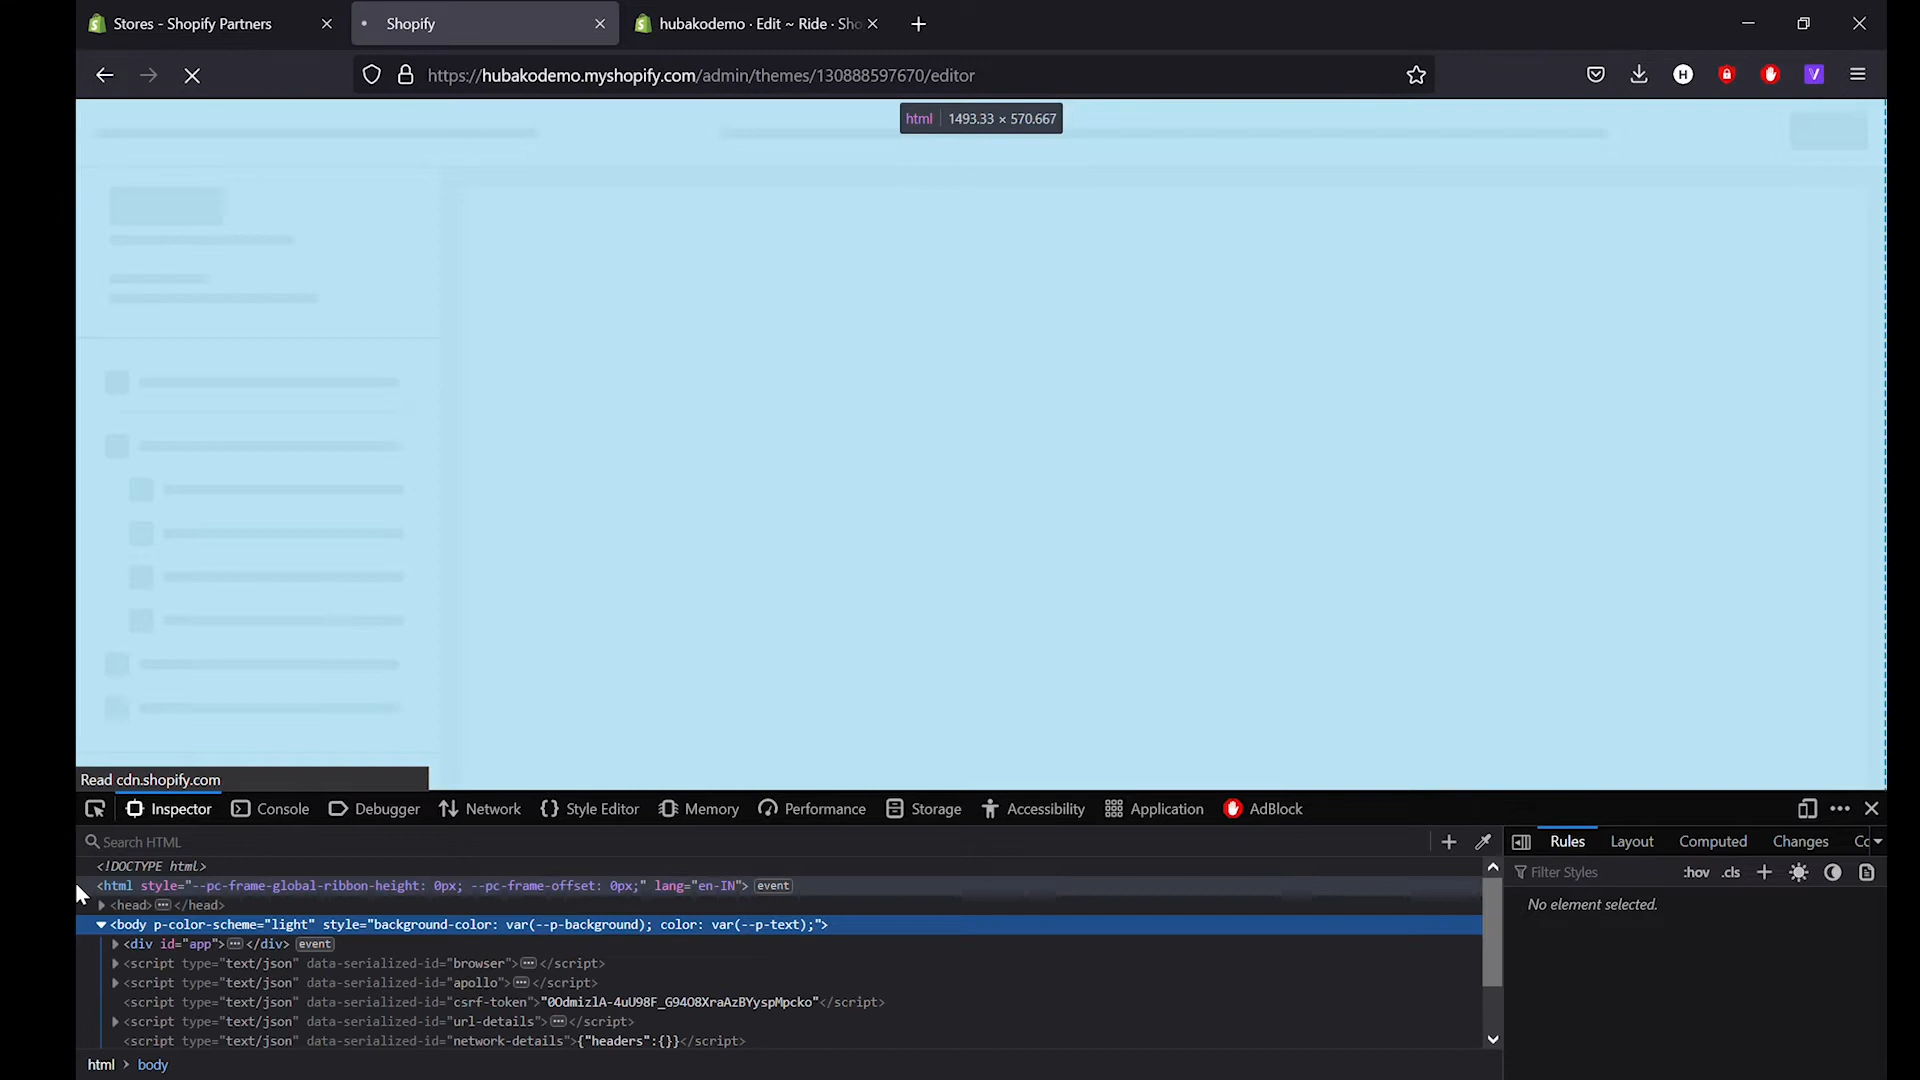 Stores - Shopify Partners
Shopify
hubakodemo · Edit ~ Ride · Sho
https://hubakodemo.myshopify.com/admin/themes/130888597670/editor
html 1493.33 × 570.667
Read cdn.shopify.com
Inspector Console Debugger Network Style Editor Memory Performance Storage Accessibility Application AdBlock
Search HTML
Rules Layout Computed Changes Co
<!DOCTYPE html>
<html style="--pc-frame-global-ribbon-height: 0px; --pc-frame-offset: 0px;" lang="en-IN"> event
<head> ••• </head>
<body p-color-scheme="light" style="background-color: var(--p-background); color: var(--p-text);">
<div id="app"> ••• </div> event
<script type="text/json" data-serialized-id="browser"> ••• </script>
<script type="text/json" data-serialized-id="apollo"> ••• </script>
<script type="text/json" data-serialized-id="csrf-token">"0OdmizlA-4uU98F_G94O8XraAzBYyspMpcko"</script>
<script type="text/json" data-serialized-id="url-details"> ••• </script>
<script type="text/json" data-serialized-id="network-details">{"headers":{}}</script>
Filter Styles :hov .cls
No element selected.
html > body